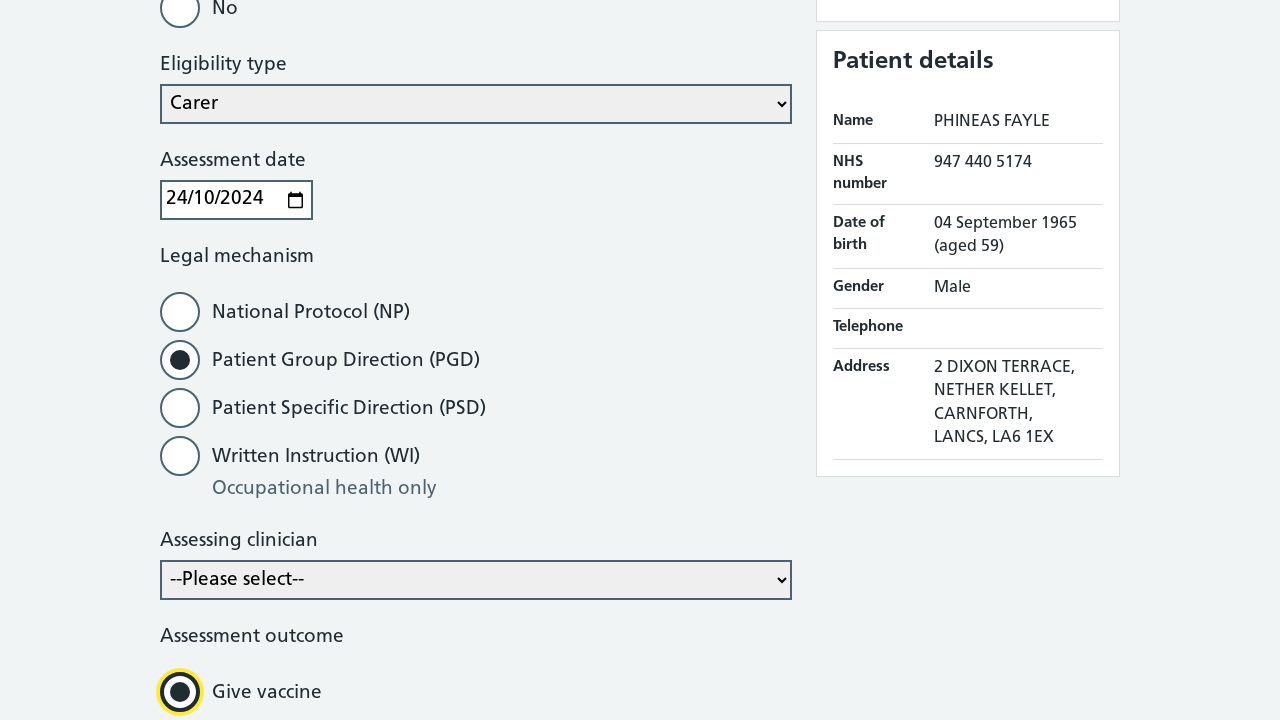 No
Eligibility type
Carer
Assessment date
24/10/2024
Legal mechanism
National Protocol (NP)
Patient Group Direction (PGD)
Patient Specific Direction (PSD)
Written Instruction (WI)
Occupational health only
Assessing clinician
--Please select--
Assessment outcome
Give vaccine
Patient details
Name PHINEAS FAYLE
NHS number 947 440 5174
Date of birth 04 September 1965 (aged 59)
Gender Male
Telephone
Address 2 DIXON TERRACE,
NETHER KELLET,
CARNFORTH,
LANCS, LA6 1EX